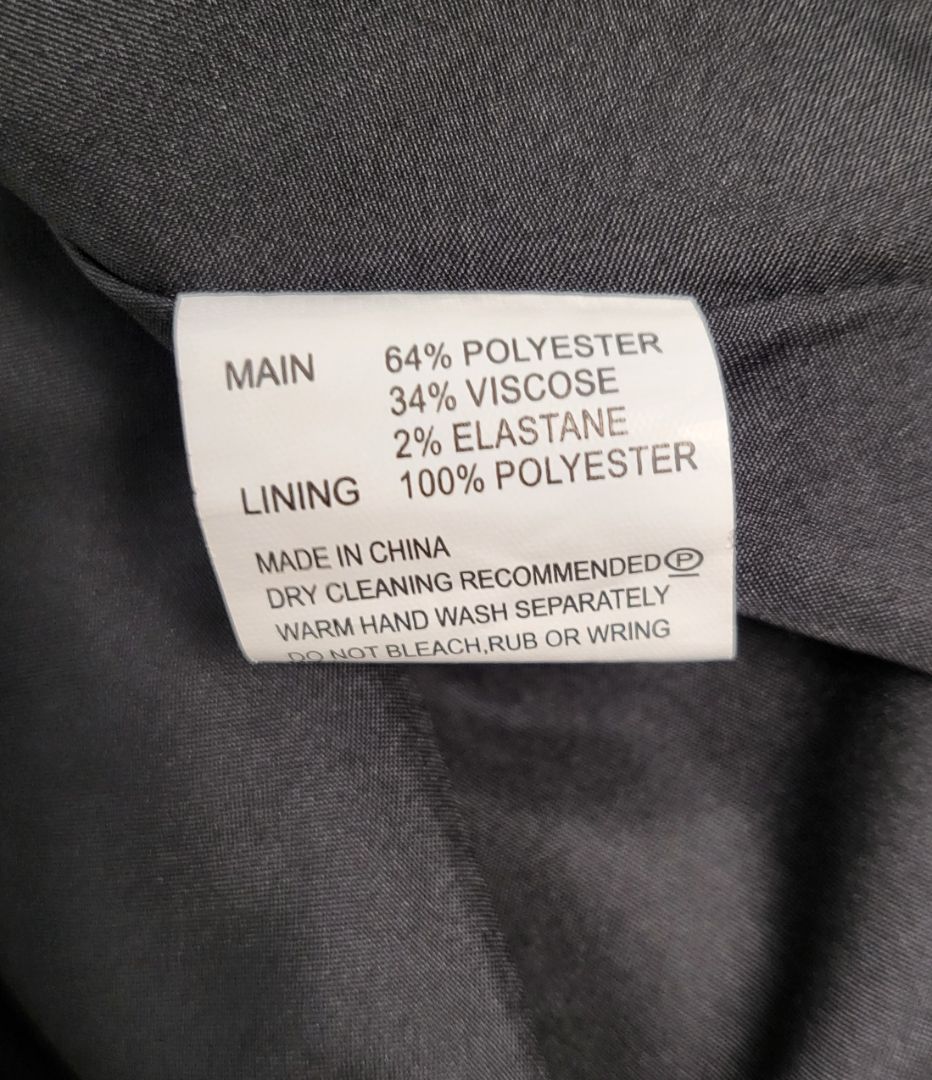 MAIN 64% POLYESTER
34% VISCOSE
2% ELASTANE
LINING 100% POLYESTER
MADE IN CHINA
DRY CLEANING RECOMMENDED Ⓟ
WARM HAND WASH SEPARATELY
DO NOT BLEACH,RUB OR WRING